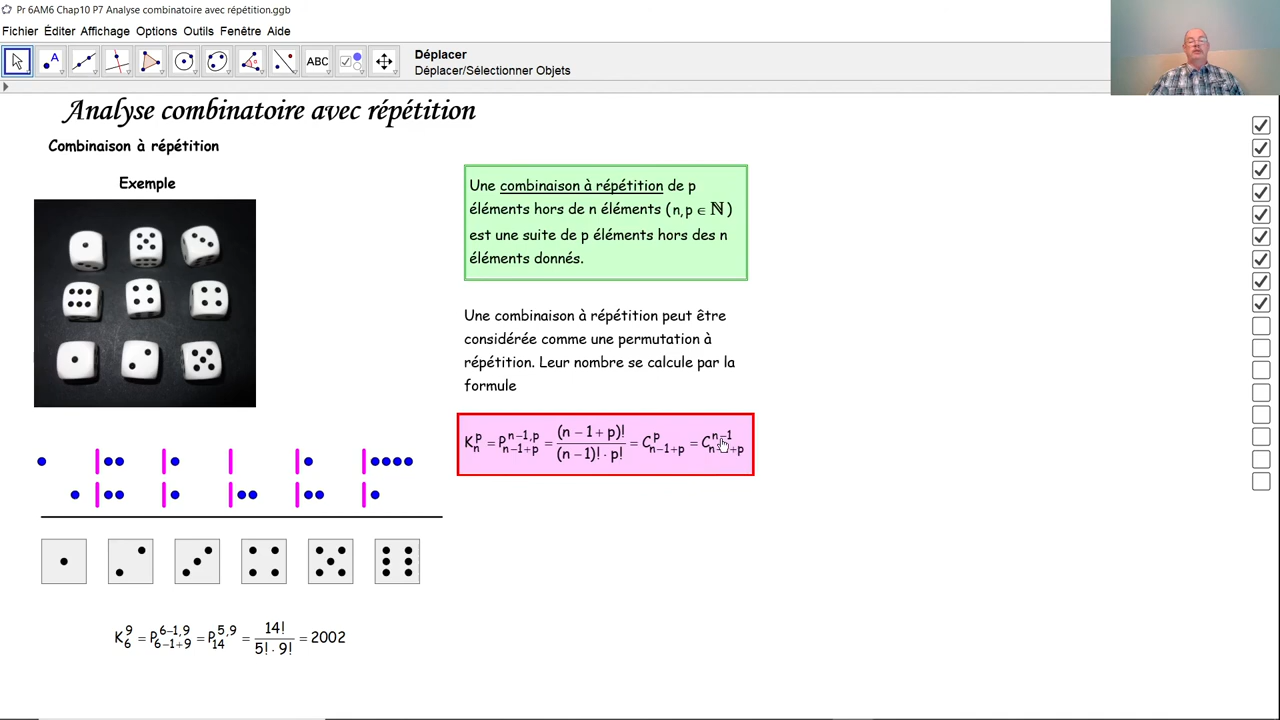 Pr 6AM6 Chap10 P7 Analyse combinatoire avec répétition.ggb
Fichier Éditer Affichage Options Outils Fenêtre Aide
A ABC
Déplacer
Déplacer/Sélectionner Objets
Analyse combinatoire avec répétition
Combinaison à répétition
Exemple
Une combinaison à répétition de p
éléments hors de n éléments ( n,p ∈ ℕ )
est une suite de p éléments hors des n
éléments donnés.
Une combinaison à répétition peut être
considérée comme une permutation à
répétition. Leur nombre se calcule par la
formule
K_n^p = P_{n-1+p}^{n-1,p} = (n-1+p)! / ((n-1)! · p!) = C_{n-1+p}^p = C_{n-1+p}^{n-1}
K_6^9 = P_{6-1+9}^{6-1,9} = P_{14}^{5,9} = 14! / (5! · 9!) = 2002